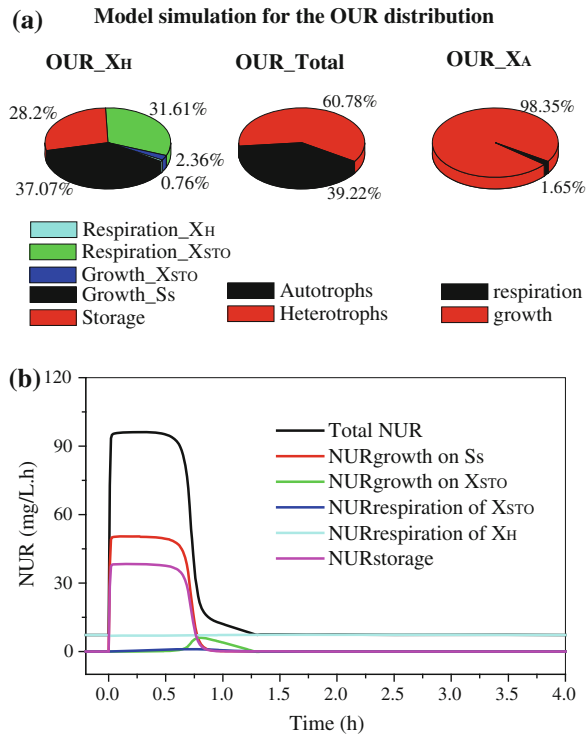 (a) Model simulation for the OUR distribution
OUR_XH OUR_Total OUR_XA
28.2% 31.61% 60.78% 98.35%
2.36%
37.07% 0.76% 39.22% 1.65%
Respiration_XH
Respiration_XSTO
Growth_XSTO
Growth_Ss
Storage
Autotrophs
Heterotrophs
respiration
growth
(b)
120
90
60
30
0
NUR (mg/L.h)
Total NUR
NURgrowth on Ss
NURgrowth on XSTO
NURrespiration of XSTO
NURrespiration of XH
NURstorage
0.0 0.5 1.0 1.5 2.0 2.5 3.0 3.5 4.0
Time (h)